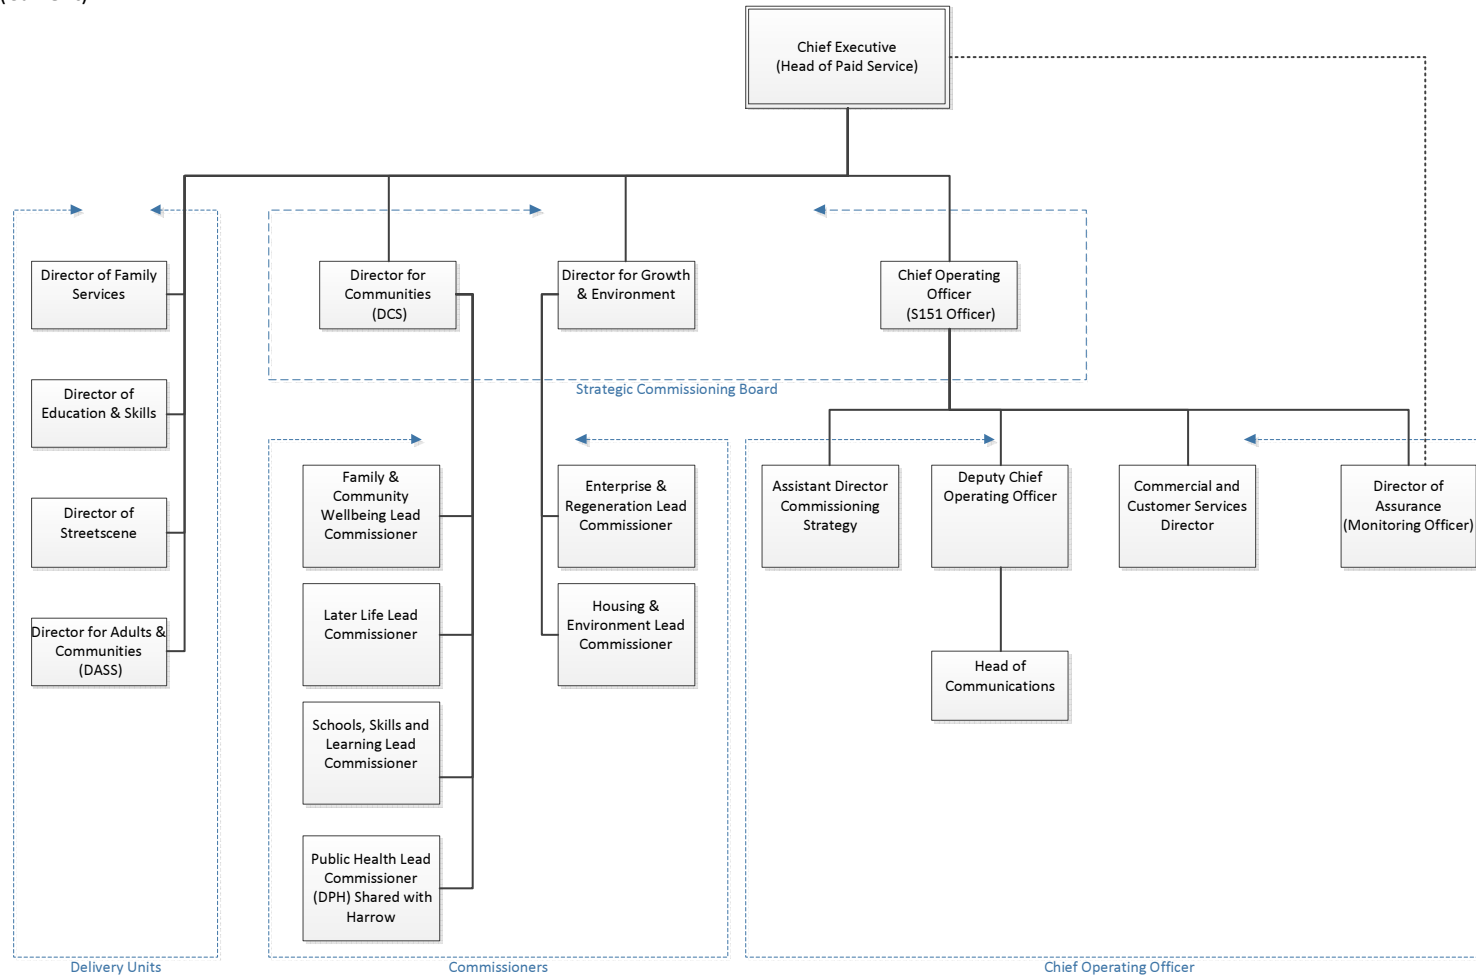 Chief Executive
(Head of Paid Service)
Director of Family
Services
Director of
Education & Skills
Director of
Streetscene
Director for Adults &
Communities
(DASS)
Delivery Units
Director for
Communities
(DCS)
Director for Growth
& Environment
Chief Operating
Officer
(S151 Officer)
Strategic Commissioning Board
Family &
Community
Wellbeing Lead
Commissioner
Later Life Lead
Commissioner
Schools, Skills and
Learning Lead
Commissioner
Public Health Lead
Commissioner
(DPH) Shared with
Harrow
Enterprise &
Regeneration Lead
Commissioner
Housing &
Environment Lead
Commissioner
Commissioners
Assistant Director
Commissioning
Strategy
Deputy Chief
Operating Officer
Head of
Communications
Commercial and
Customer Services
Director
Director of
Assurance
(Monitoring Officer)
Chief Operating Officer